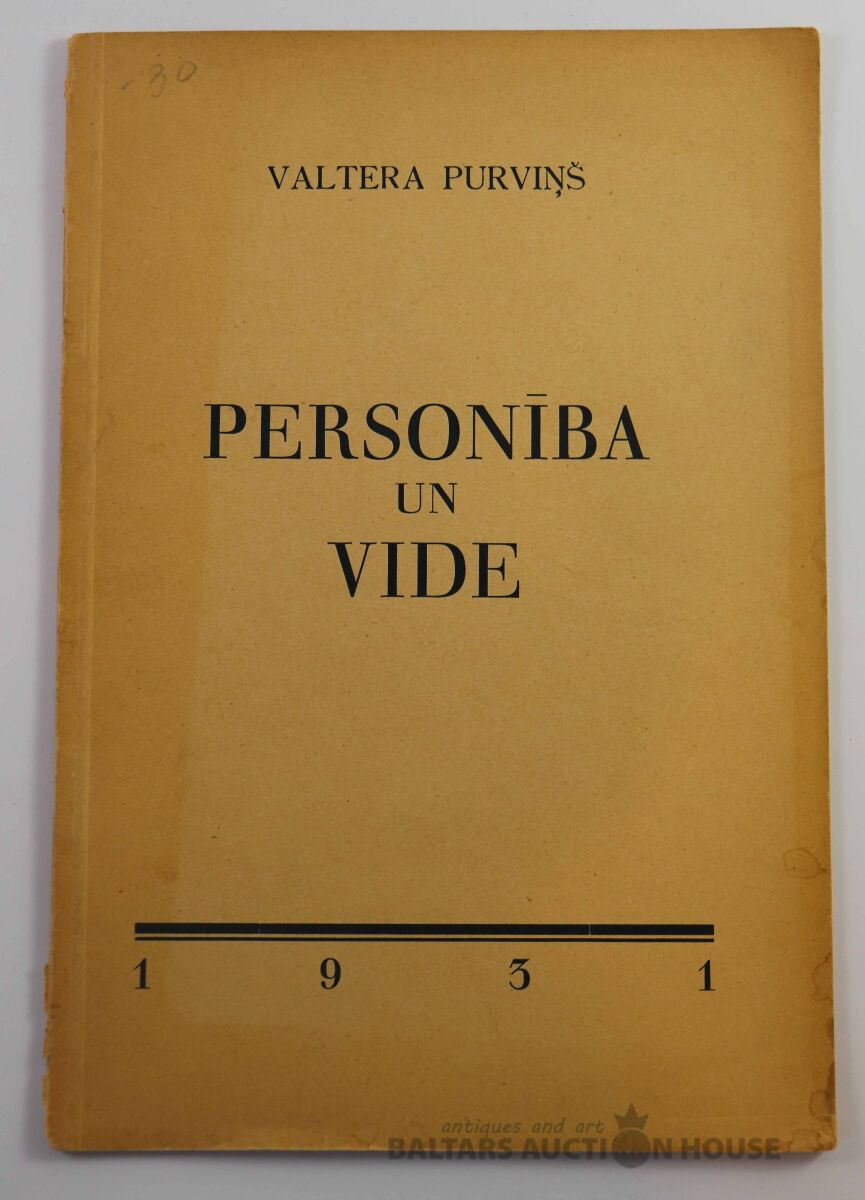 -30
VALTERA PURVIŅŠ
PERSONĪBA
UN
VIDE
1 9 3 1
antiques and art
BALTARS AUCTION HOUSE